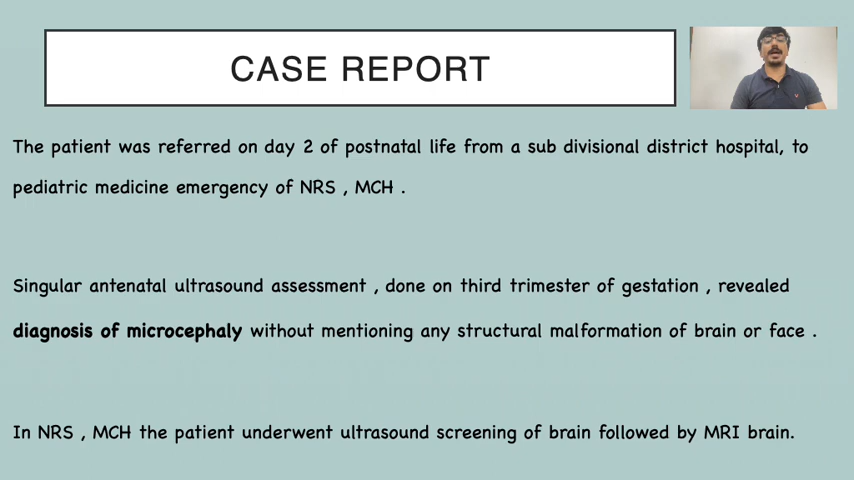 CASE REPORT
The patient was referred on day 2 of postnatal life from a sub divisional district hospital, to
pediatric medicine emergency of NRS , MCH .
Singular antenatal ultrasound assessment , done on third trimester of gestation , revealed
diagnosis of microcephaly without mentioning any structural malformation of brain or face .
In NRS , MCH the patient underwent ultrasound screening of brain followed by MRI brain.